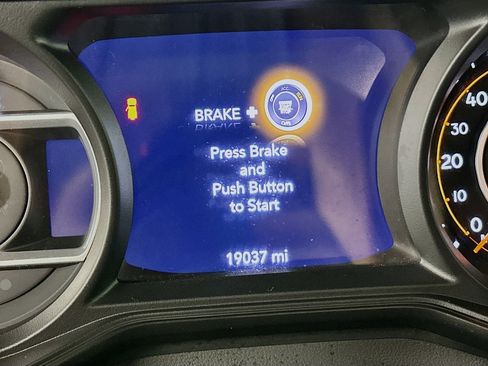 BRAKE +
Press Brake
and
Push Button
to Start
19037 mi
40
30
20
10
0